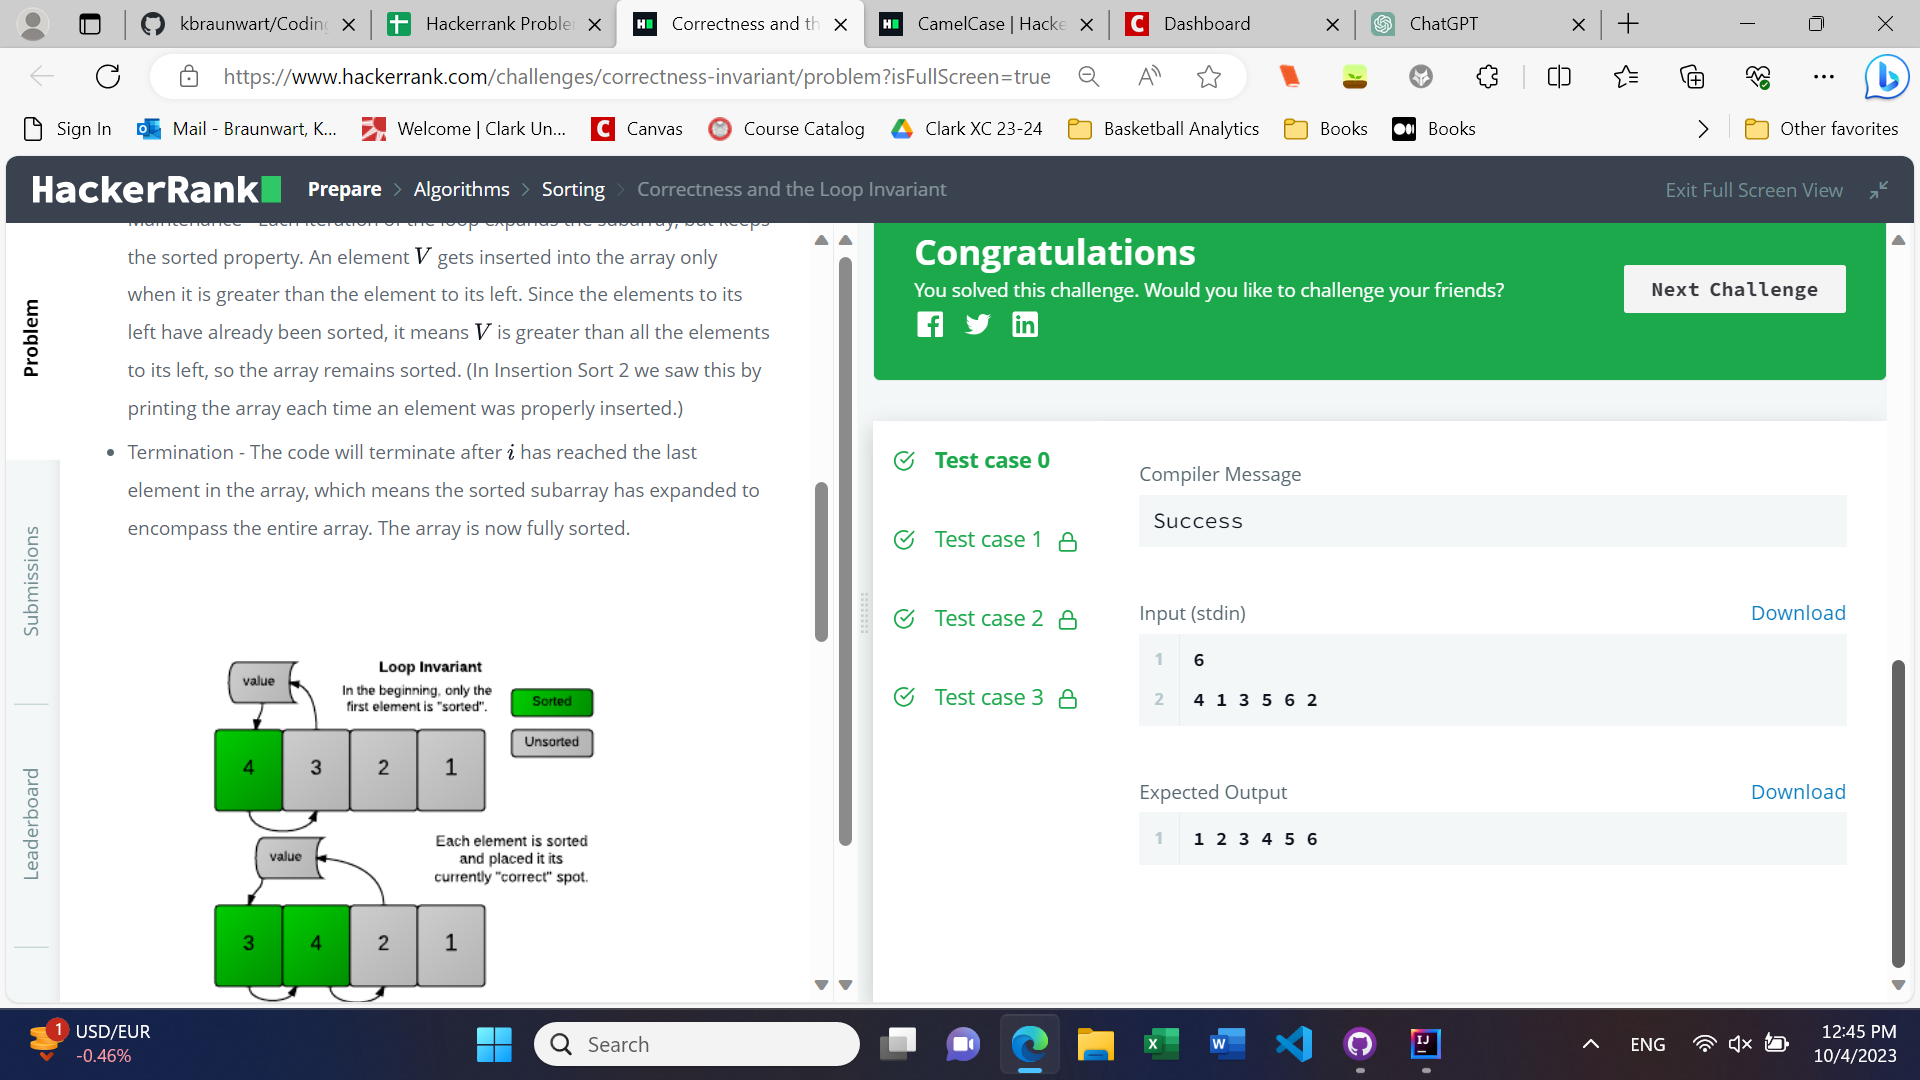 kbraunwart/Coding
Hackerrank Proble
Correctness and th
CamelCase | Hacke
Dashboard
ChatGPT
https://www.hackerrank.com/challenges/correctness-invariant/problem?isFullScreen=true
Sign In
Mail - Braunwart, K...
Welcome | Clark Un...
Canvas
Course Catalog
Clark XC 23-24
Basketball Analytics
Books
Books
Other favorites
HackerRank
Prepare > Algorithms > Sorting > Correctness and the Loop Invariant
Exit Full Screen View
Problem
Submissions
Leaderboard
Maintenance - Each iteration of the loop expands the subarray, but keeps
the sorted property. An element V gets inserted into the array only
when it is greater than the element to its left. Since the elements to its
left have already been sorted, it means V is greater than all the elements
to its left, so the array remains sorted. (In Insertion Sort 2 we saw this by
printing the array each time an element was properly inserted.)
• Termination - The code will terminate after i has reached the last
element in the array, which means the sorted subarray has expanded to
encompass the entire array. The array is now fully sorted.
Loop Invariant
value
In the beginning, only the
first element is "sorted".
Sorted
Unsorted
4 3 2 1
value
Each element is sorted
and placed it its
currently "correct" spot.
3 4 2 1
Congratulations
You solved this challenge. Would you like to challenge your friends?
Next Challenge
Test case 0
Test case 1
Test case 2
Test case 3
Compiler Message
Success
Input (stdin)
Download
1 6
2 4 1 3 5 6 2
Expected Output
Download
1 1 2 3 4 5 6
1
USD/EUR
-0.46%
Search
ENG
12:45 PM
10/4/2023